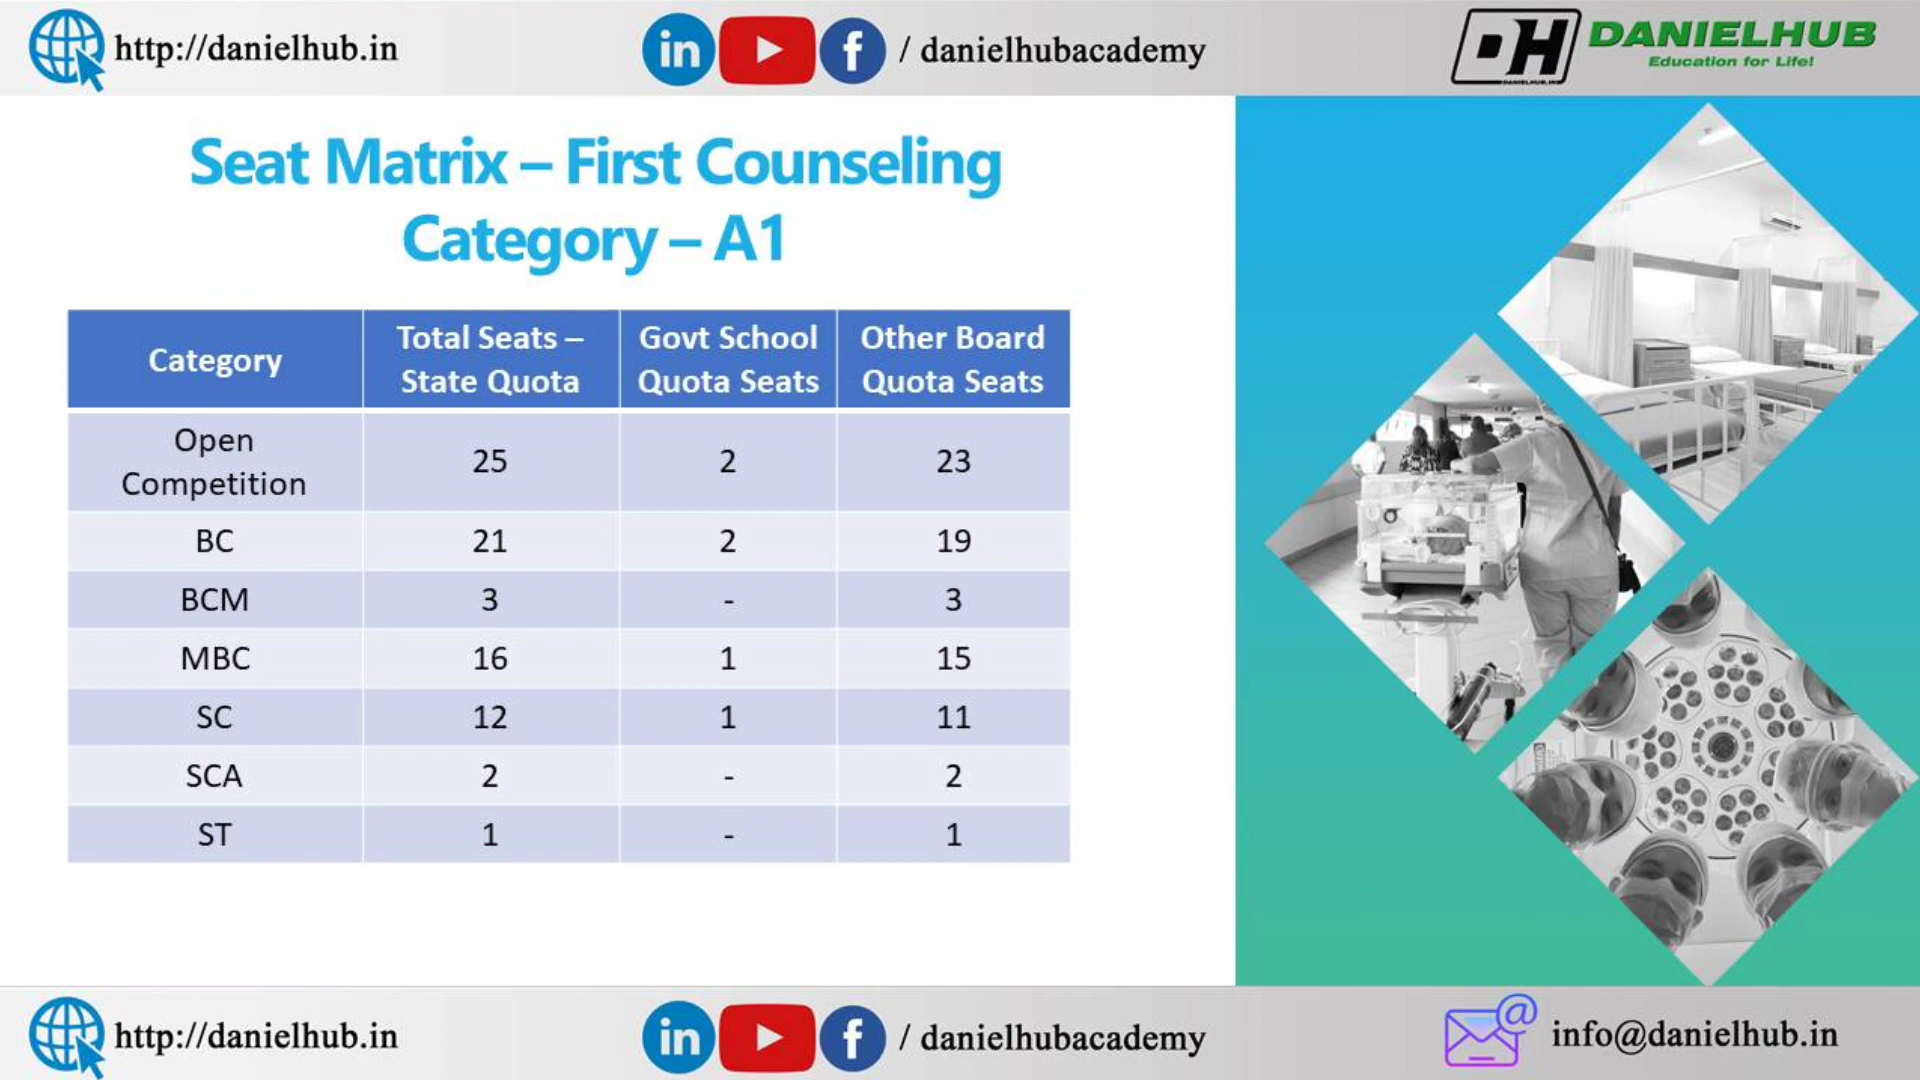 http://danielhub.in
in f / danielhubacademy
DH DANIELHUB
Education for Life!
Seat Matrix – First Counseling
Category – A1
Category | Total Seats – State Quota | Govt School Quota Seats | Other Board Quota Seats
Open Competition | 25 | 2 | 23
BC | 21 | 2 | 19
BCM | 3 | - | 3
MBC | 16 | 1 | 15
SC | 12 | 1 | 11
SCA | 2 | - | 2
ST | 1 | - | 1
http://danielhub.in
in f / danielhubacademy
@ info@danielhub.in